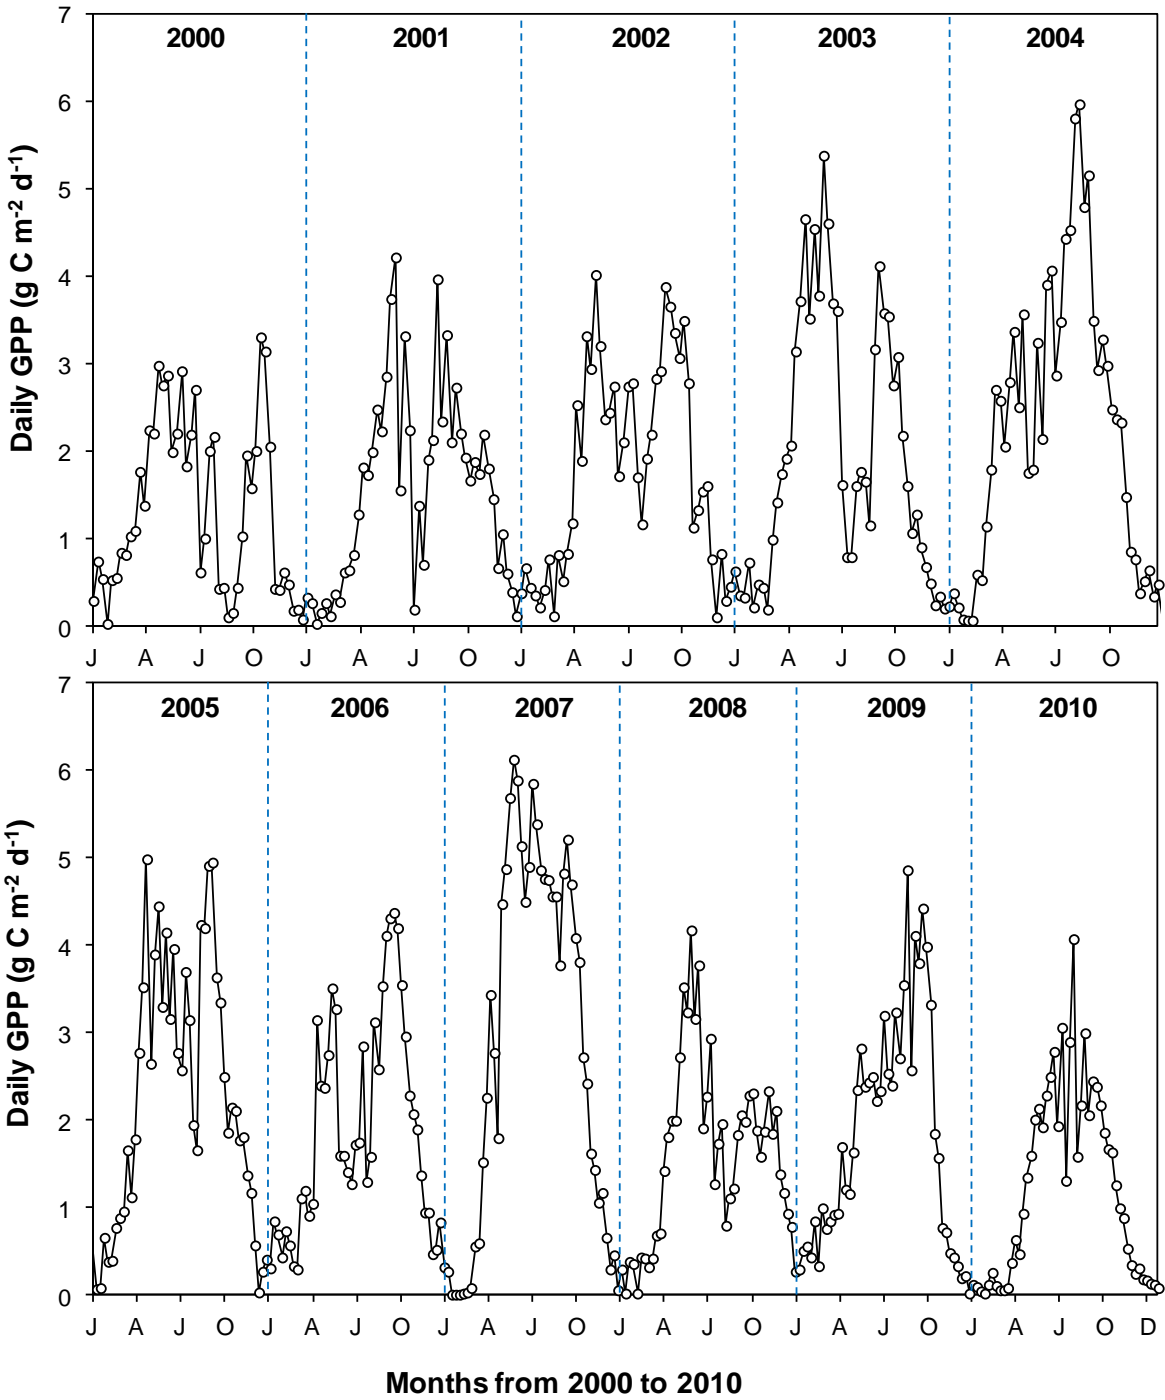 7
6
5
4
3
2
1
0
Daily GPP (g C m-2 d-1)
2000 2001 2002 2003 2004
J A J O J A J O J A J O J A J O J A J O
7
6
5
4
3
2
1
0
Daily GPP (g C m-2 d-1)
2005 2006 2007 2008 2009 2010
J A J O J A J O J A J O J A J O J A J O J A J O D
Months from 2000 to 2010